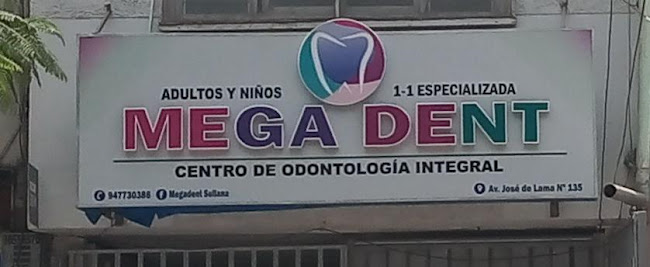 ADULTOS Y NIÑOS 1-1 ESPECIALIZADA
MEGA DENT
CENTRO DE ODONTOLOGÍA INTEGRAL
947730386 Megadent Sullana Av. José de Lama Nº 135